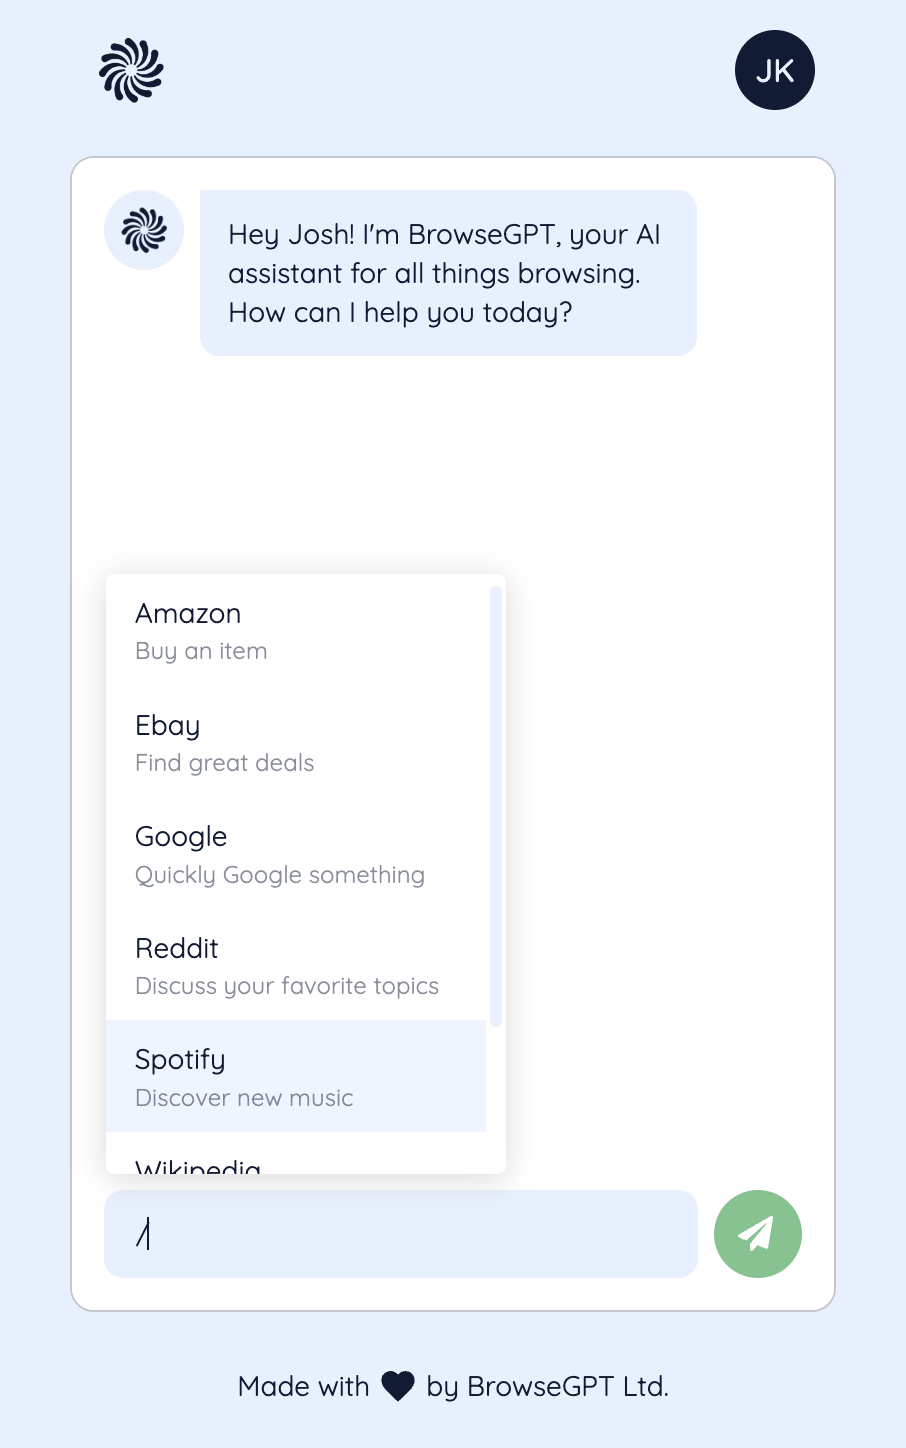 JK
Hey Josh! I'm BrowseGPT, your AI
assistant for all things browsing.
How can I help you today?
Amazon
Buy an item
Ebay
Find great deals
Google
Quickly Google something
Reddit
Discuss your favorite topics
Spotify
Discover new music
Wikipedia
/
Made with ♥ by BrowseGPT Ltd.